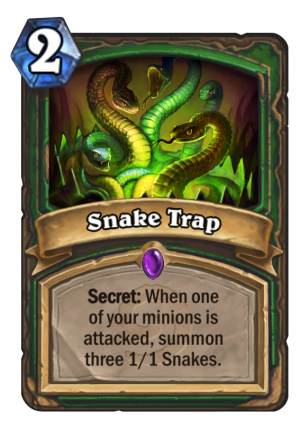 2
Snake Trap
Secret: When one
of your minions is
attacked, summon
three 1/1 Snakes.